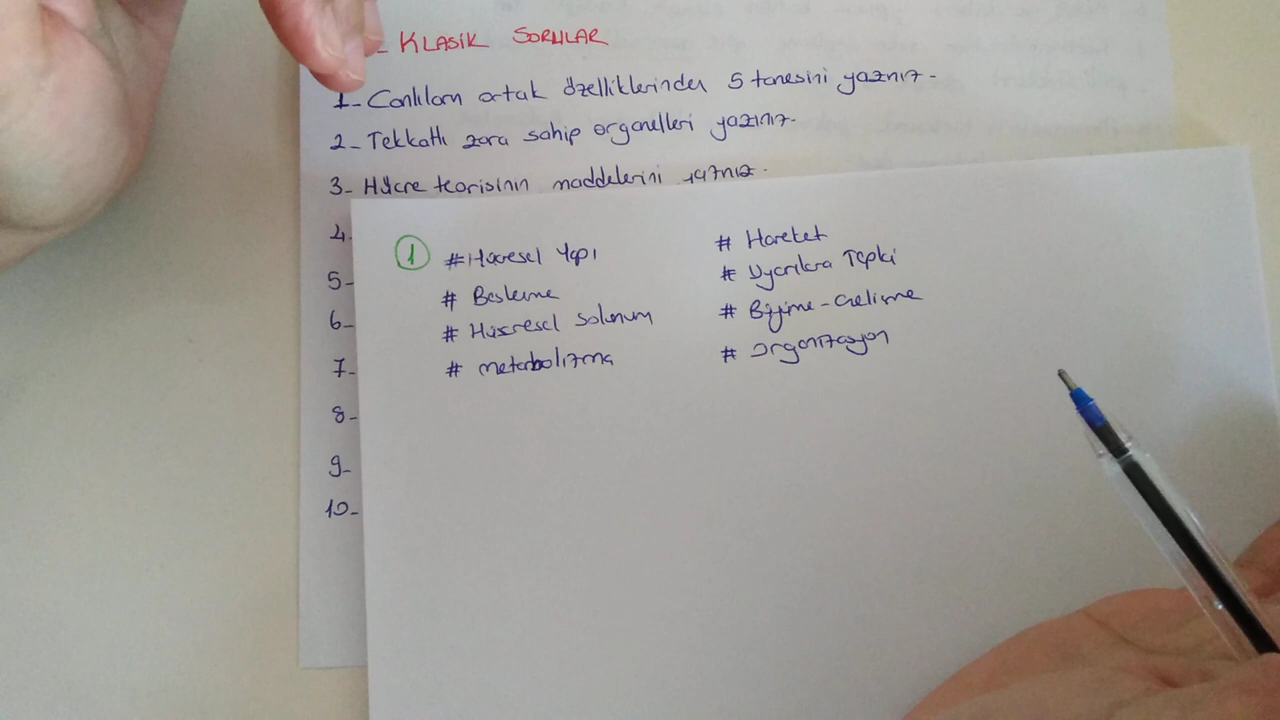 - KLASİK SORULAR
1- Canlıların ortak özelliklerinden 5 tanesini yazınız.
2- Tekkatlı zara sahip organelleri yazınız.
3- Hücre teorisinin maddelerini yazınız.
4-
5-
6-
7-
8-
9-
10-
1
# Hücresel Yapı
# Beslenme
# Hücresel Solunum
# metabolizma
# Hareket
# Uyarılara Tepki
# Büyüme-Gelişme
# Organizasyon